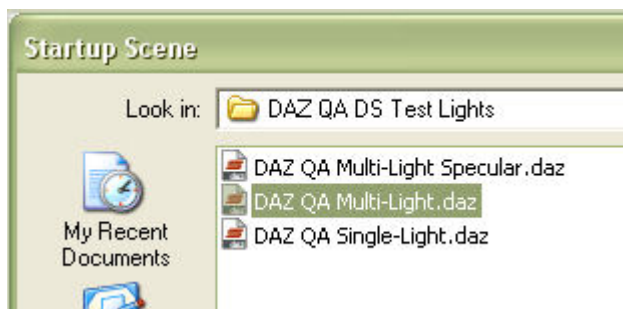 Startup Scene
Look in: DAZ QA DS Test Lights
DAZ QA Multi-Light Specular.daz
DAZ QA Multi-Light.daz
DAZ QA Single-Light.daz
My Recent
Documents